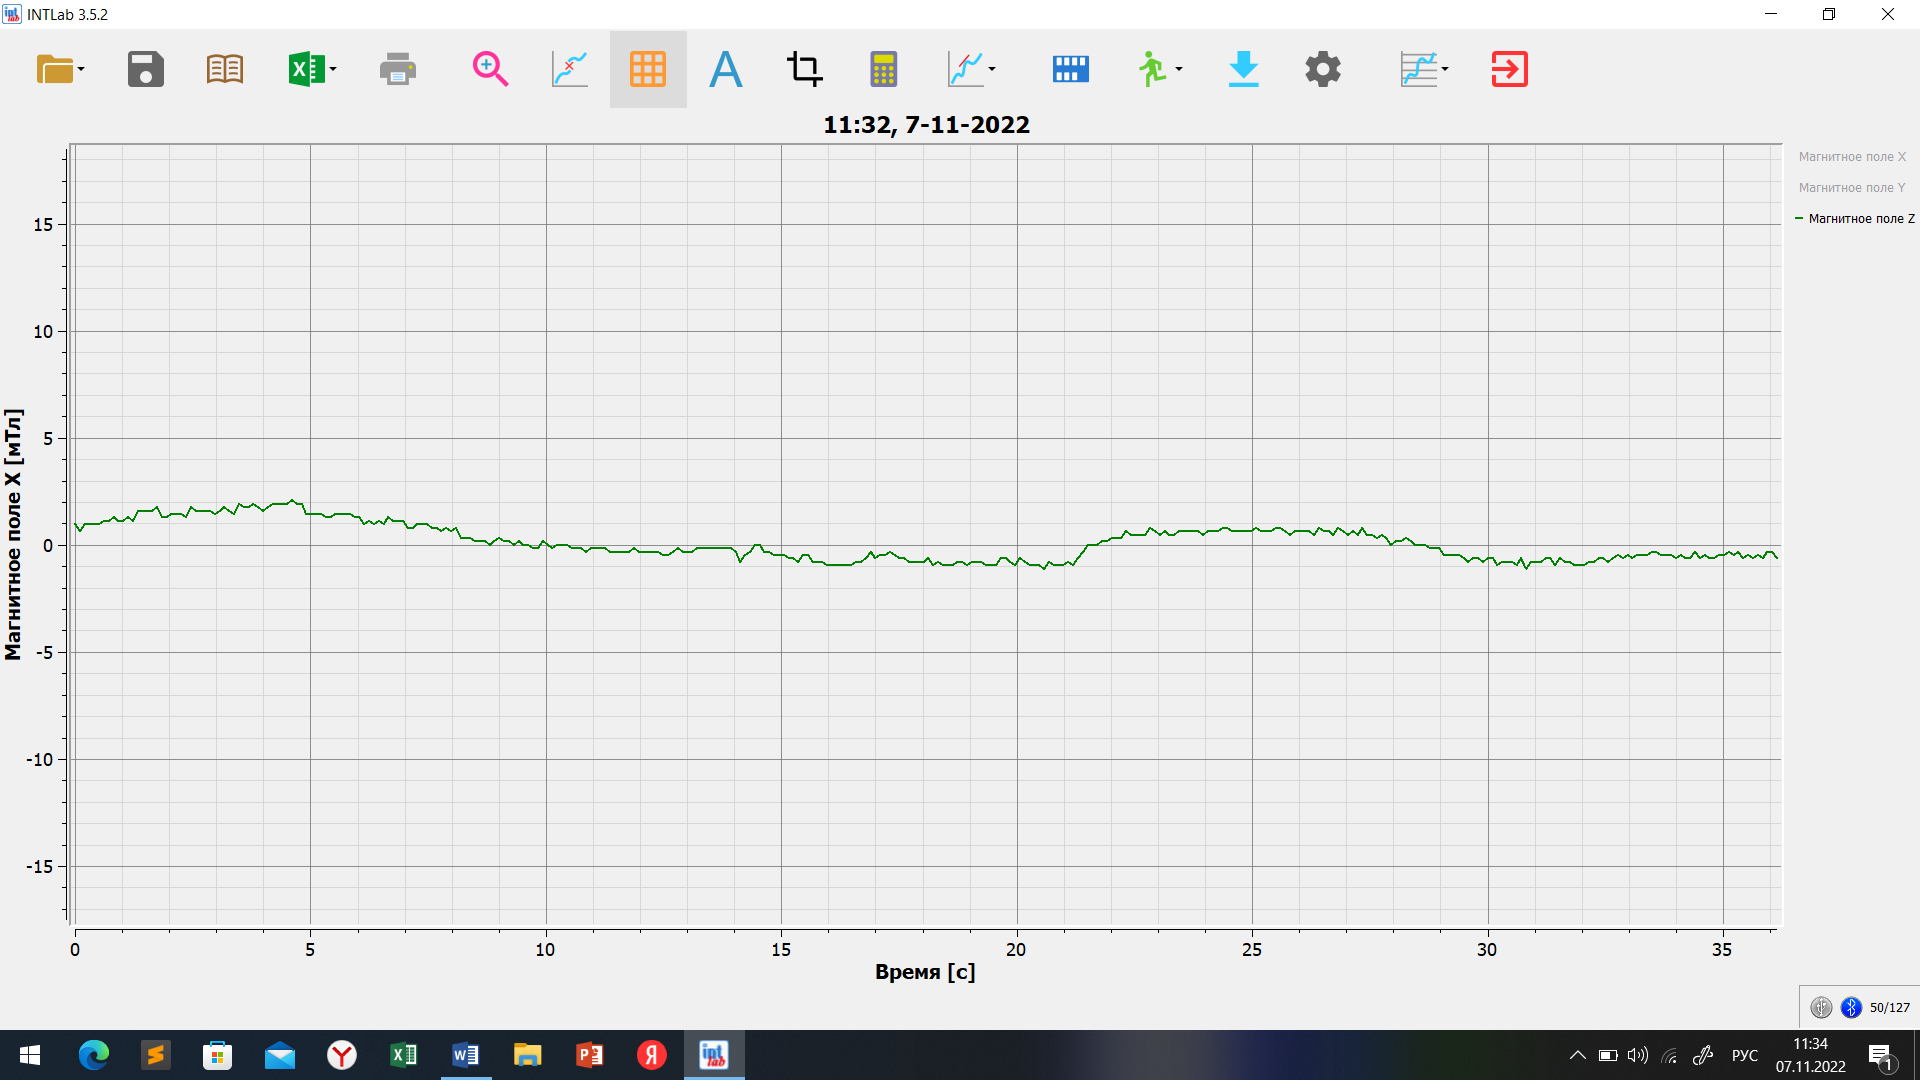 INTLab 3.5.2
11:32, 7-11-2022
Магнитное поле X
Магнитное поле Y
Магнитное поле Z
Магнитное поле X [мТл]
15
10
5
0
-5
-10
-15
0 5 10 15 20 25 30 35
Время [с]
50/127
РУС
11:34
07.11.2022
1